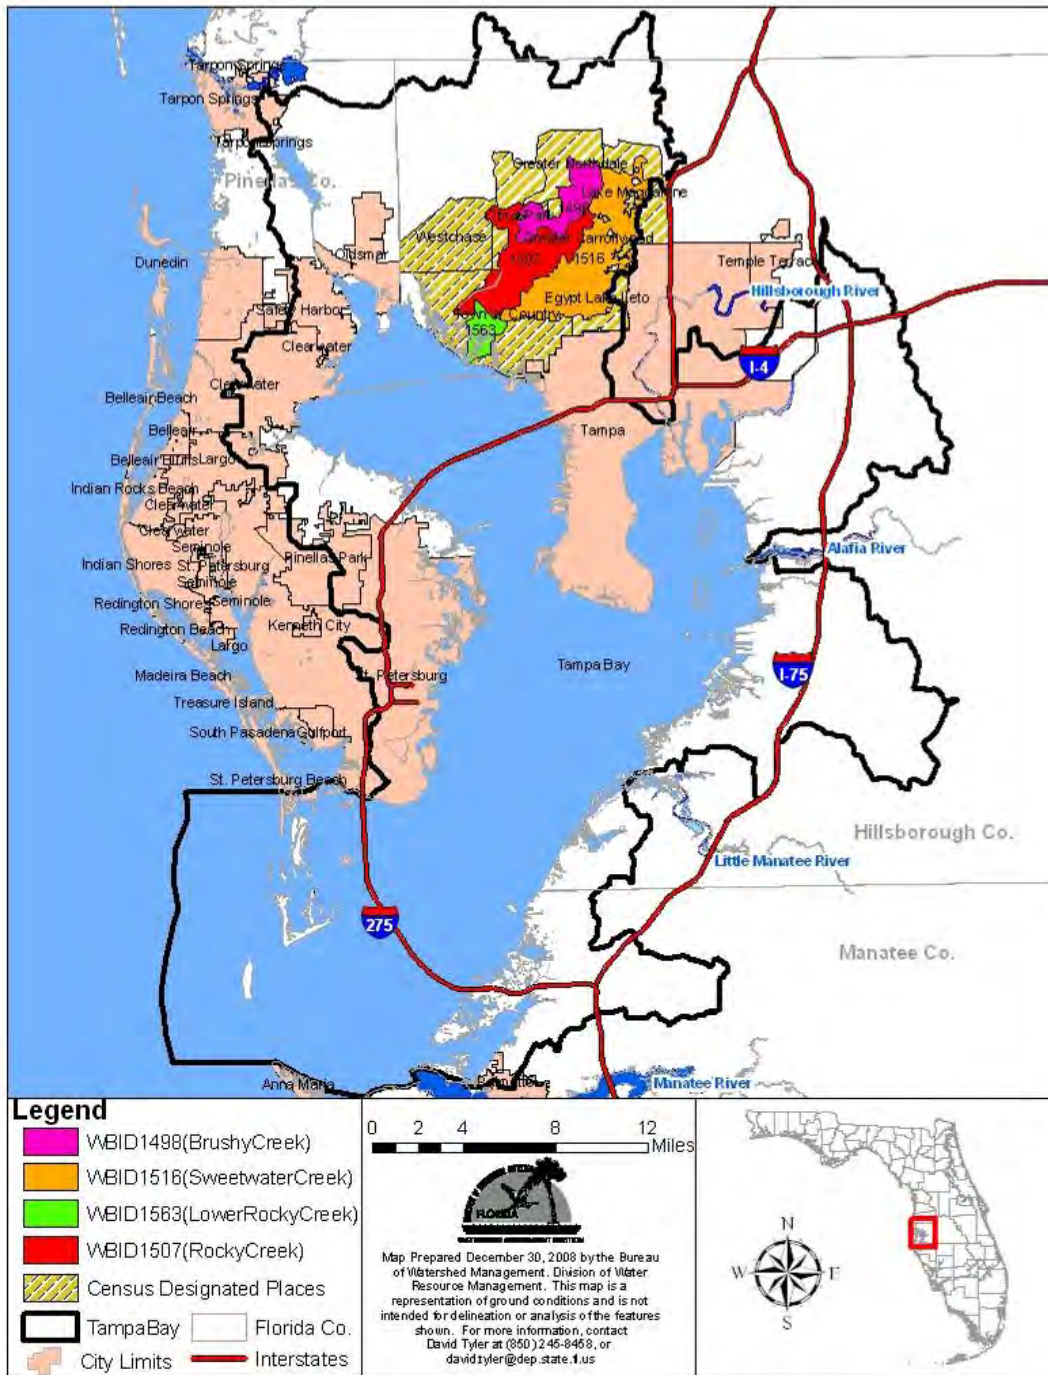 Tarpon Springs
Tarpon Springs
Tarpon Springs
Pinellas Co.
Greater Northdale
Lake Magdalene
1498
Westchase
Greater Carrollwood
1507
1516
Oldsmar
Dunedin
Temple Terrace
Hillsborough River
Egypt Lake-Leto
Safety Harbor
Town 'n' Country
1563
Clearwater
I-4
Clearwater
Belleair Beach
Belleair
Tampa
Belleair Bluffs
Largo
Indian Rocks Beach
Clearwater
Clearwater
Seminole
Pinellas Park
Alafia River
Indian Shores
St. Petersburg
Seminole
Redington Shores
Seminole
Redington Beach
Kenneth City
Largo
Tampa Bay
I-75
Madeira Beach
St. Petersburg
Treasure Island
South Pasadena
Gulfport
St. Petersburg Beach
Hillsborough Co.
Little Manatee River
275
Manatee Co.
Anna Maria
Palmetto
Manatee River
Legend
WBID1498(BrushyCreek)
WBID1516(SweetwaterCreek)
WBID1563(LowerRockyCreek)
WBID1507(RockyCreek)
Census Designated Places
TampaBay
Florida Co.
City Limits
Interstates
0 2 4 8 12
Miles
FLORIDA
Map Prepared December 30, 2008 by the Bureau
of Watershed Management. Division of Water
Resource Management. This map is a
representation of ground conditions and is not
intended for delineation or analysis of the features
shown. For more information, contact
David Tyler at (850) 245-8458, or
david.tyler@dep.state.fl.us
N
W
E
S